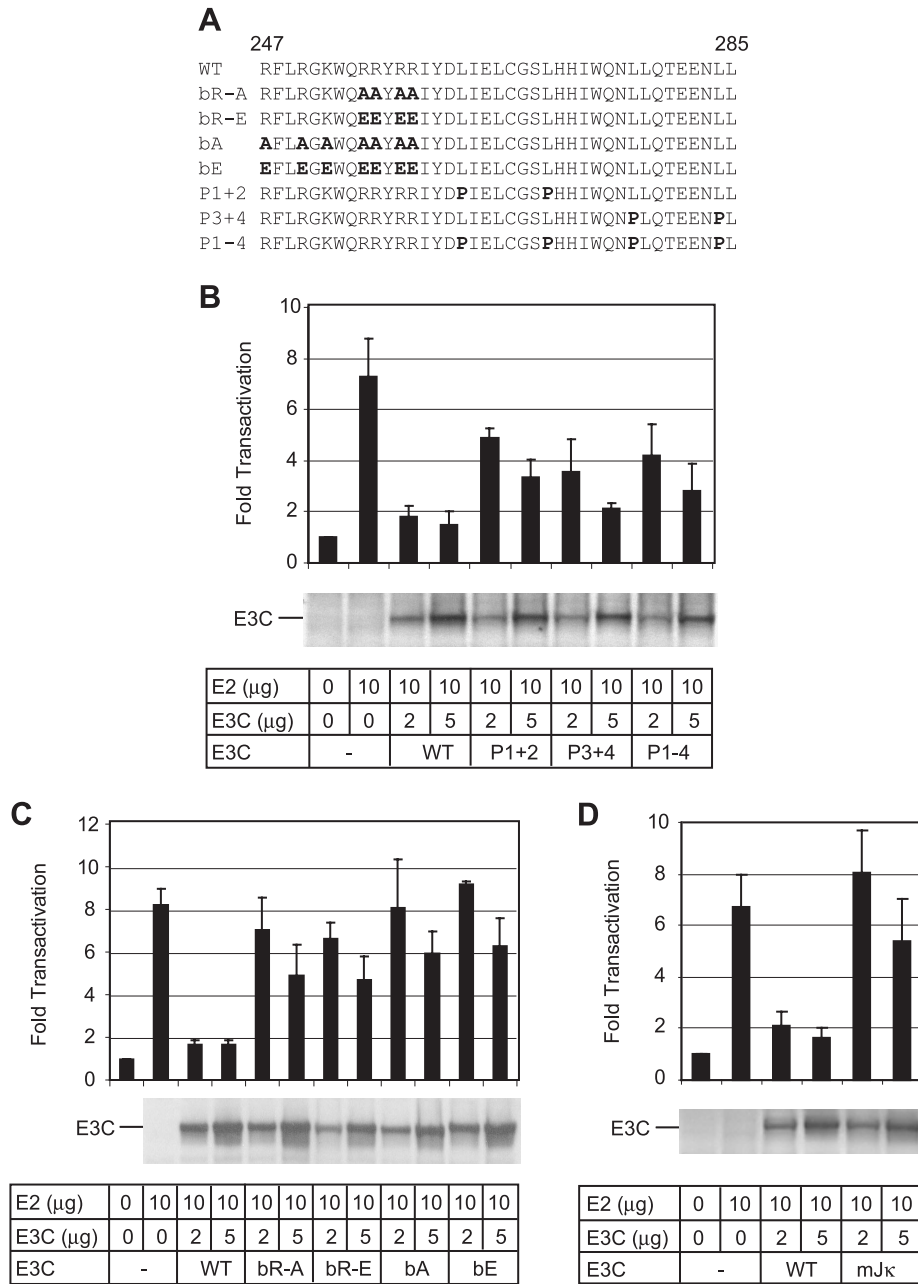 A
247 285
WT RFLRGKWQRRYRRIYDLIELCGSLHHIWQNLLQTEENLL
bR-A RFLRGKWQAAYAAIYDLIELCGSLHHIWQNLLQTEENLL
bR-E RFLRGKWQEEYEEIYDLIELCGSLHHIWQNLLQTEENLL
bA AFLAGAWQAAYAAIYDLIELCGSLHHIWQNLLQTEENLL
bE EFLEGEWQEEYEEIYDLIELCGSLHHIWQNLLQTEENLL
P1+2 RFLRGKWQRRYRRIYDPIELCGSPHHIWQNLLQTEENLL
P3+4 RFLRGKWQRRYRRIYDLIELCGSLHHIWQNPLQTEENPL
P1-4 RFLRGKWQRRYRRIYDPIELCGSPHHIWQNPLQTEENPL
B
Fold Transactivation
10
8
6
4
2
0
E3C
E2 (µg) 0 10 10 10 10 10 10 10 10 10
E3C (µg) 0 0 2 5 2 5 2 5 2 5
E3C - WT P1+2 P3+4 P1-4
C
Fold Transactivation
12
10
8
6
4
2
0
E3C
E2 (µg) 0 10 10 10 10 10 10 10 10 10 10 10
E3C (µg) 0 0 2 5 2 5 2 5 2 5 2 5
E3C - WT bR-A bR-E bA bE
D
Fold Transactivation
10
8
6
4
2
0
E3C
E2 (µg) 0 10 10 10 10 10
E3C (µg) 0 0 2 5 2 5
E3C - WT mJκ